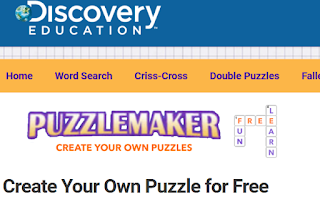 Discovery
EDUCATION™
Home Word Search Criss-Cross Double Puzzles Falle
PUZZLEMAKER
CREATE YOUR OWN PUZZLES
FUN FREE LEARN
Create Your Own Puzzle for Free